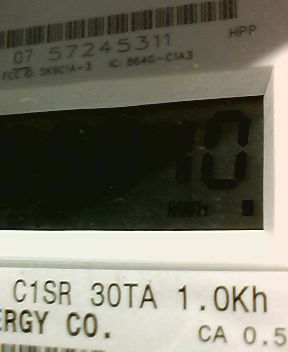 07 57245311
HPP
FCC ID: SK9C1A-3 IC: 864G-C1A3
10
C1SR 30TA 1.0Kh
ERGY CO.
CA 0.5